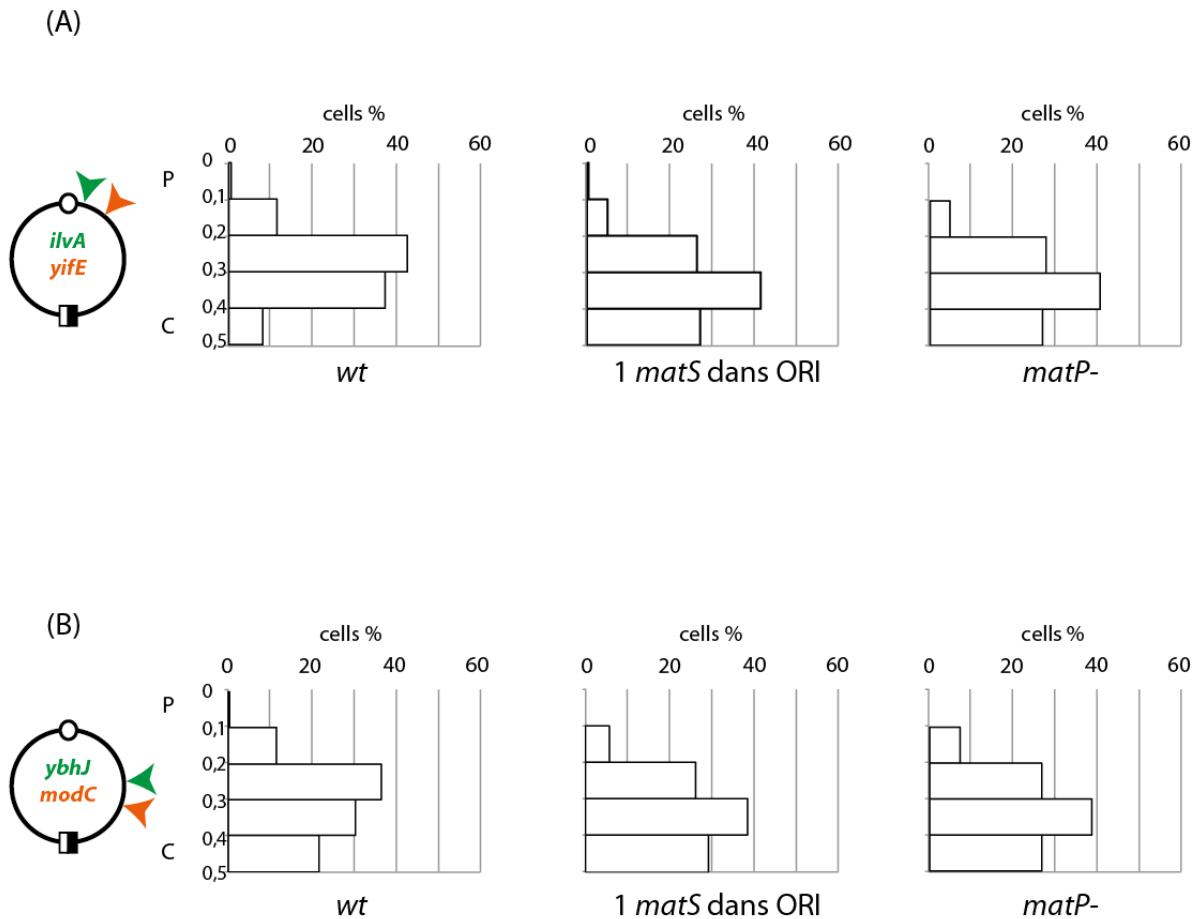 (A)
cells % cells % cells %
0 20 40 60 0 20 40 60 0 20 40 60
0
P
0,1
0,2
ilvA
yifE
0,3
0,4
C
0,5
wt 1 matS dans ORI matP-
(B)
cells % cells % cells %
0 20 40 60 0 20 40 60 0 20 40 60
0
P
0,1
0,2
ybhJ
modC
0,3
0,4
C
0,5
wt 1 matS dans ORI matP-